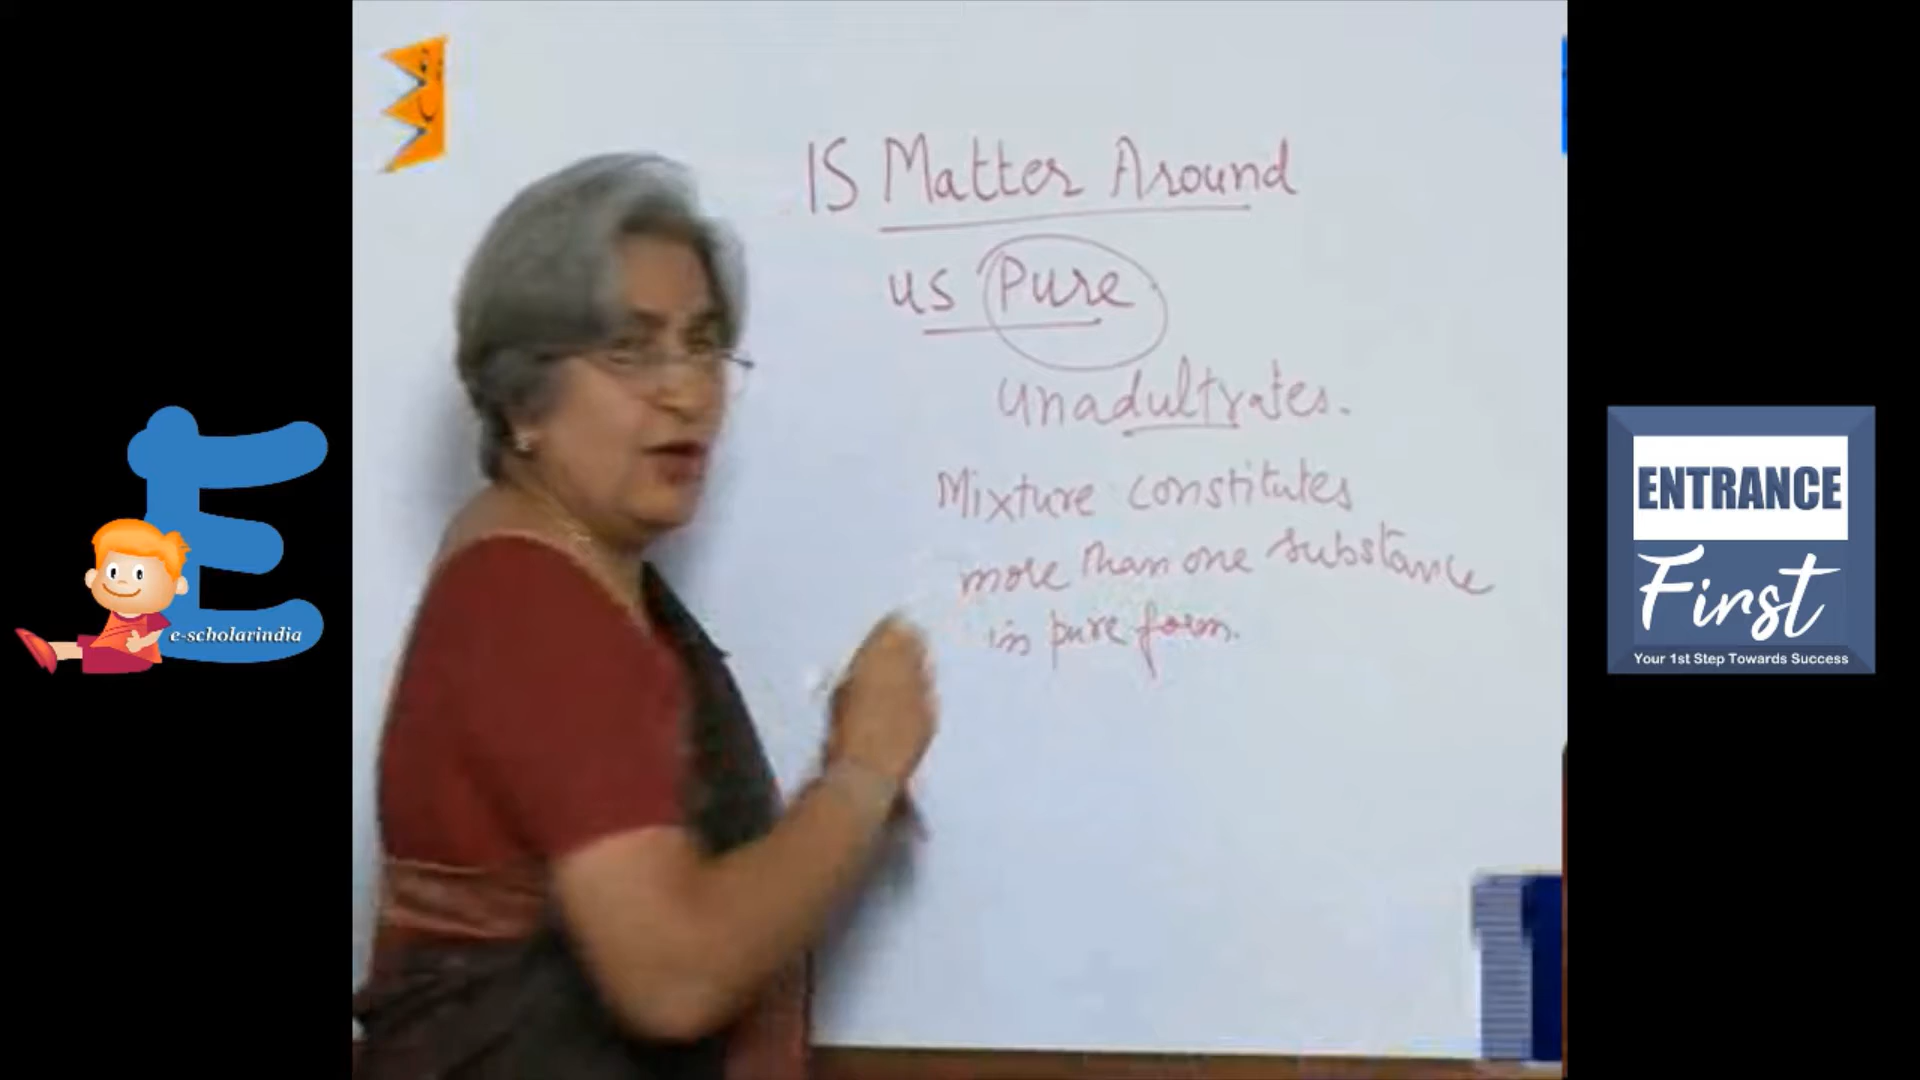 IS Matter Around
us Pure
Unadultrates.
Mixture constitutes
more than one substance
in pure form.
e-scholarindia
ENTRANCE
First
Your 1st Step Towards Success